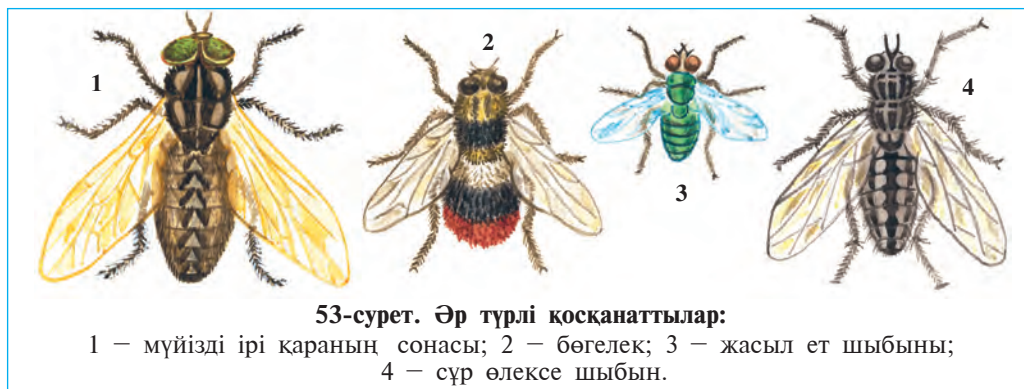 1
2
3
4
53-сурет. Әр түрлі қосқанаттылар:
1 — мүйізді ірі қараның сонасы; 2 — бөгелек; 3 — жасыл ет шыбыны;
4 — сұр өлексе шыбын.